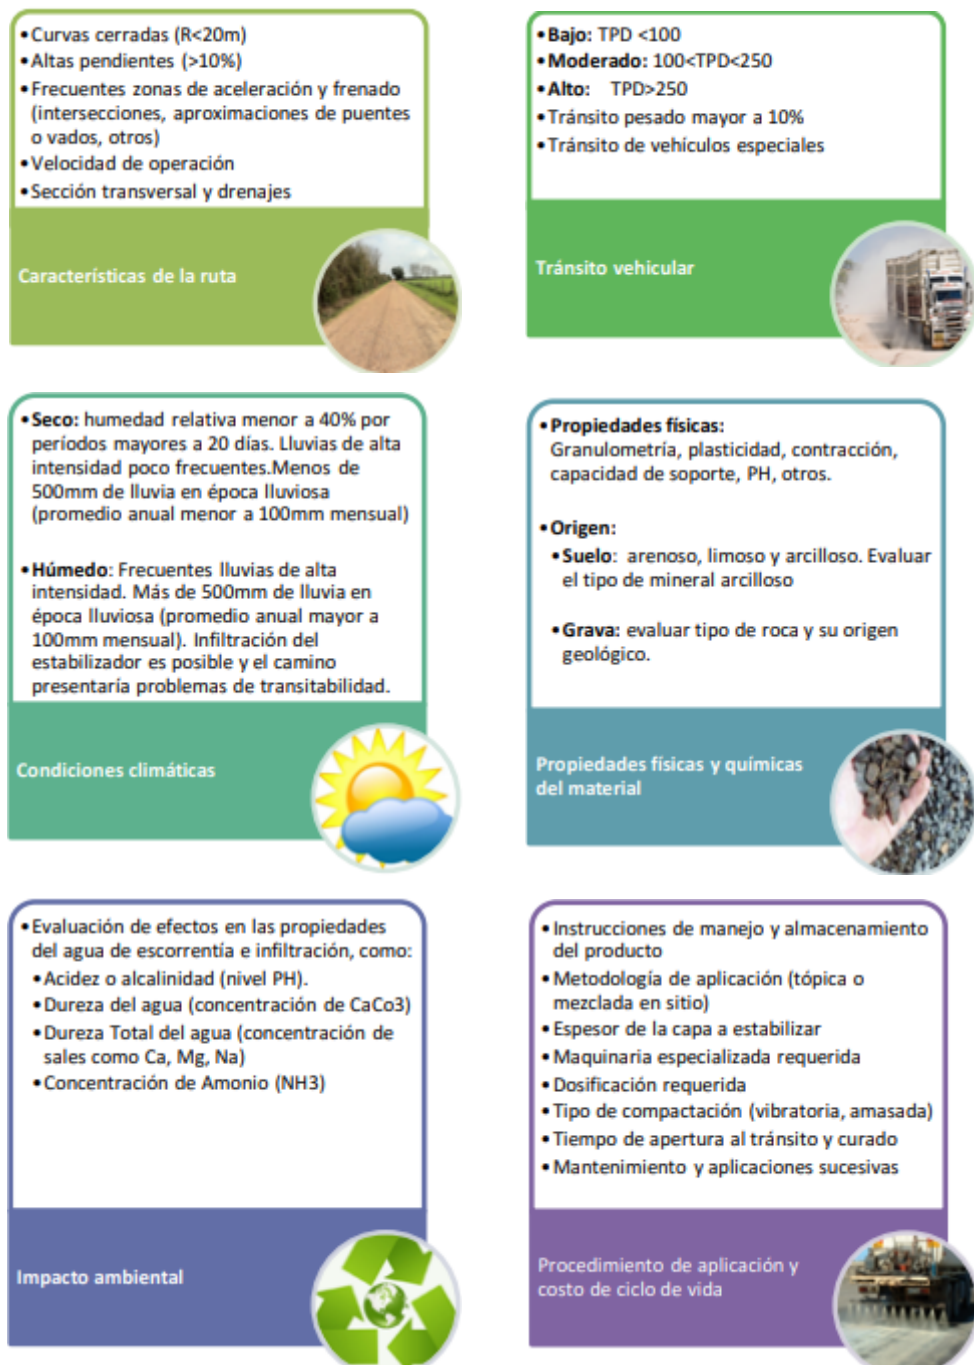 •Curvas cerradas (R<20m)
•Altas pendientes (>10%)
•Frecuentes zonas de aceleración y frenado
(intersecciones, aproximaciones de puentes
o vados, otros)
•Velocidad de operación
•Sección transversal y drenajes
Características de la ruta
•Bajo: TPD <100
•Moderado: 100<TPD<250
•Alto: TPD>250
•Tránsito pesado mayor a 10%
•Tránsito de vehículos especiales
Tránsito vehicular
•Seco: humedad relativa menor a 40% por
períodos mayores a 20 días. Lluvias de alta
intensidad poco frecuentes.Menos de
500mm de lluvia en época lluviosa
(promedio anual menor a 100mm mensual)
•Húmedo: Frecuentes lluvias de alta
intensidad. Más de 500mm de lluvia en
época lluviosa (promedio anual mayor a
100mm mensual). Infiltración del
estabilizador es posible y el camino
presentaría problemas de transitabilidad.
Condiciones climáticas
•Propiedades físicas:
Granulometría, plasticidad, contracción,
capacidad de soporte, PH, otros.
•Origen:
•Suelo: arenoso, limoso y arcilloso. Evaluar
el tipo de mineral arcilloso
•Grava: evaluar tipo de roca y su origen
geológico.
Propiedades físicas y químicas
del material
•Evaluación de efectos en las propiedades
del agua de escorrentía e infiltración, como:
•Acidez o alcalinidad (nivel PH).
•Dureza del agua (concentración de CaCo3)
•Dureza Total del agua (concentración de
sales como Ca, Mg, Na)
•Concentración de Amonio (NH3)
Impacto ambiental
•Instrucciones de manejo y almacenamiento
del producto
•Metodología de aplicación (tópica o
mezclada en sitio)
•Espesor de la capa a estabilizar
•Maquinaria especializada requerida
•Dosificación requerida
•Tipo de compactación (vibratoria, amasada)
•Tiempo de apertura al tránsito y curado
•Mantenimiento y aplicaciones sucesivas
Procedimiento de aplicación y
costo de ciclo de vida